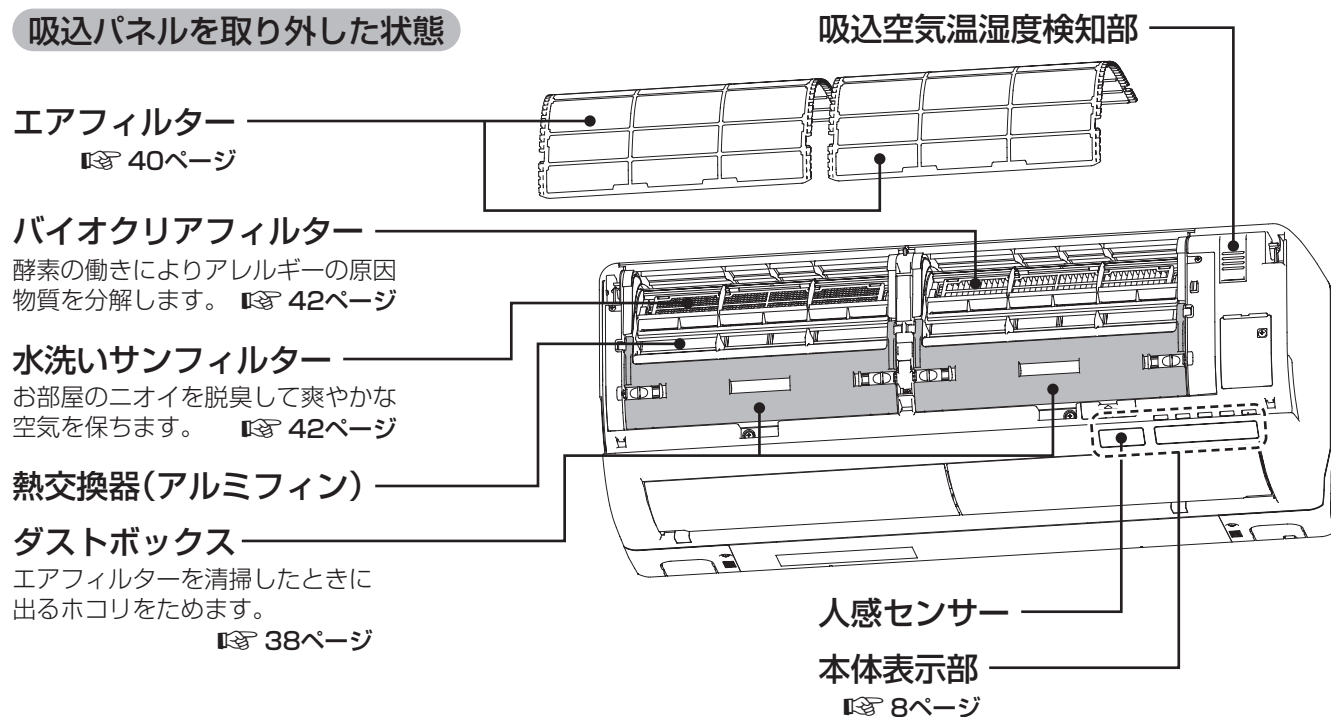 吸込パネルを取り外した状態
吸込空気温湿度検知部
エアフィルター
☞ 40ページ
バイオクリアフィルター
酵素の働きによりアレルギーの原因
物質を分解します。 ☞ 42ページ
水洗いサンフィルター
お部屋のニオイを脱臭して爽やかな
空気を保ちます。 ☞ 42ページ
熱交換器(アルミフィン)
ダストボックス
エアフィルターを清掃したときに
出るホコリをためます。
☞ 38ページ
人感センサー
本体表示部
☞ 8ページ